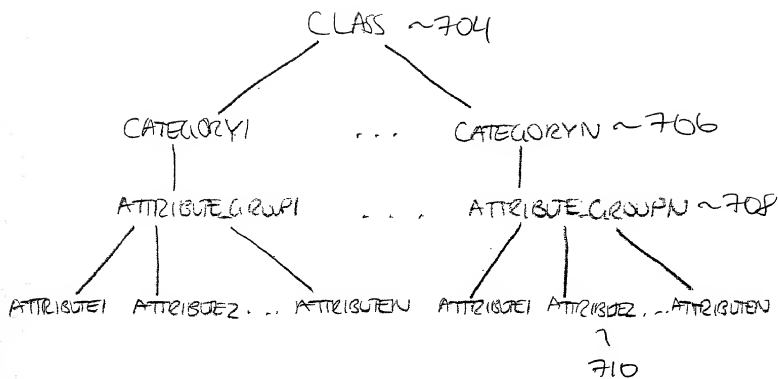 CLASS ~704
CATEGORY1 ... CATEGORYN ~706
ATTRIBUTE_GROUP1 .... ATTRIBUTE_GROUPN ~708
ATTRIBUTE1 ATTRIBUTE2 ... ATTRIBUTEN ATTRIBUTE1 ATTRIBUTE2 ... ATTRIBUTEN
710